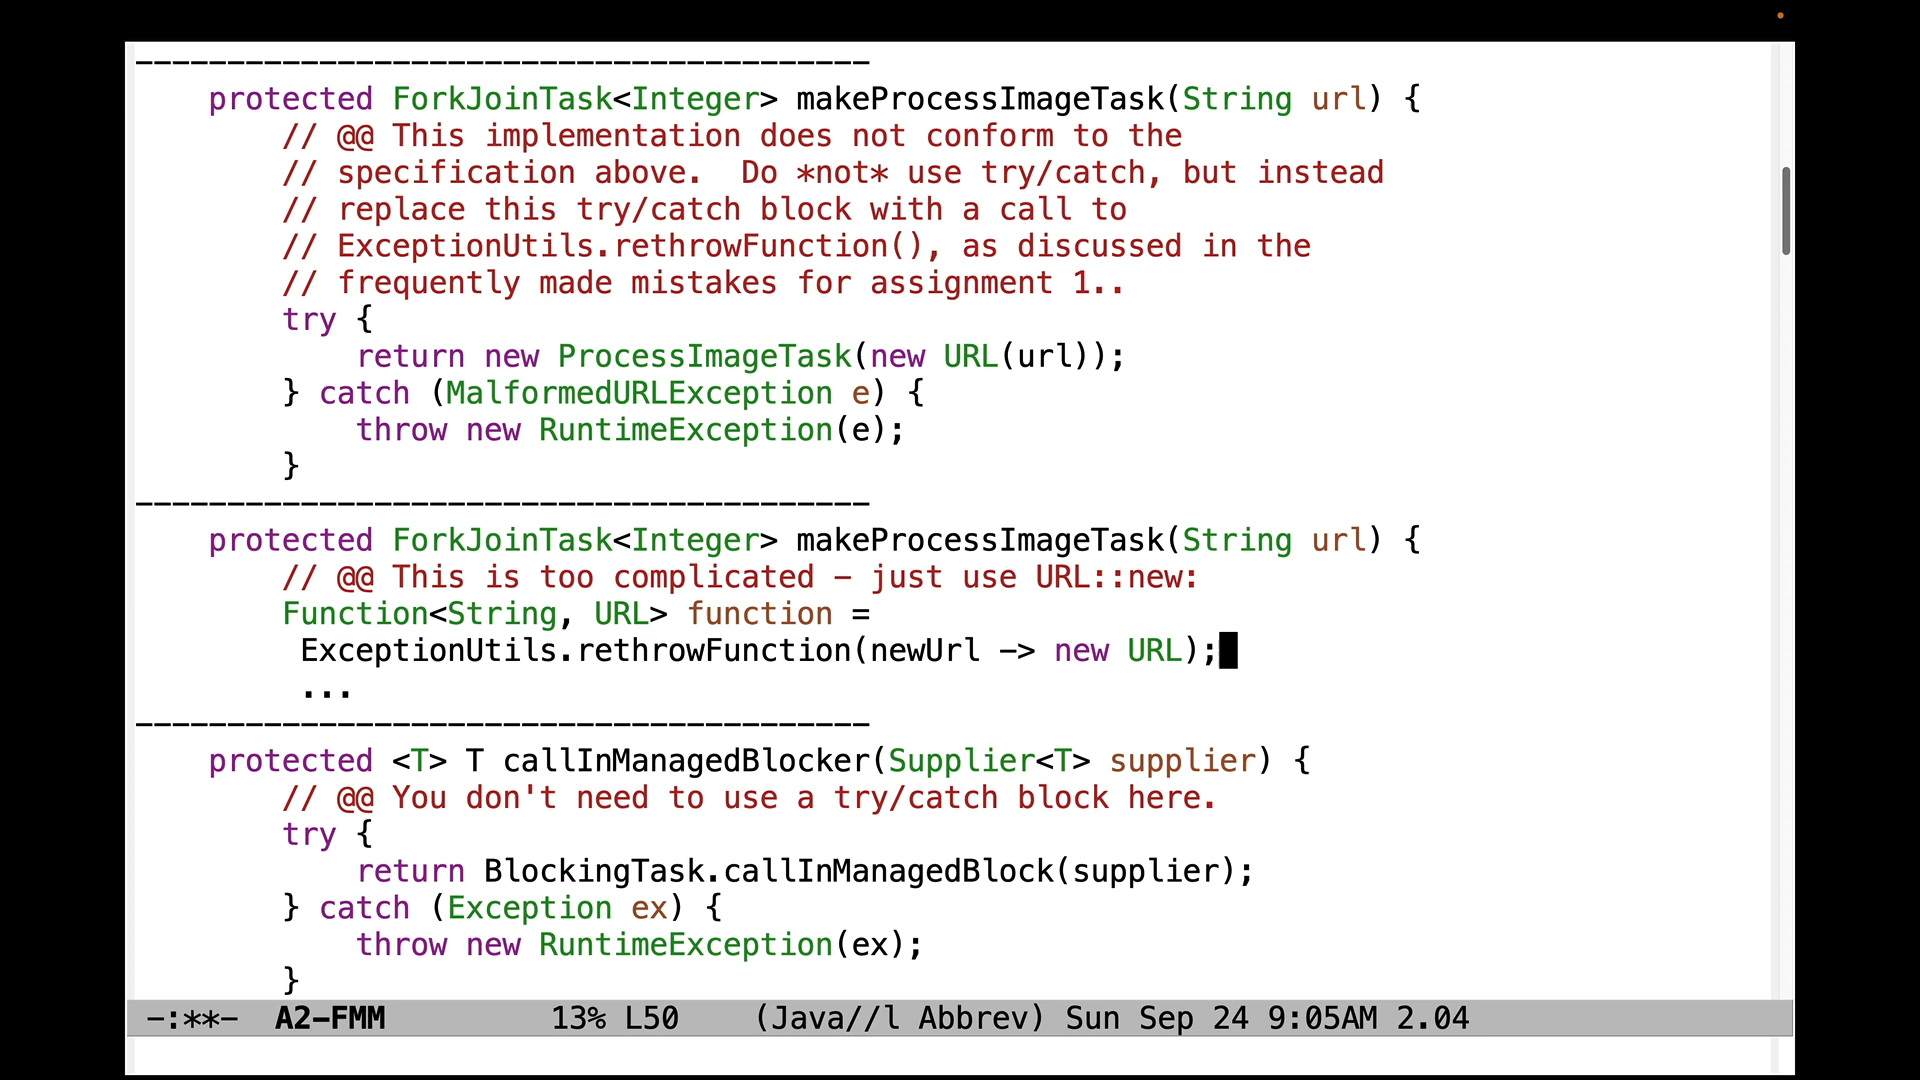 ----------------------------------------
    protected ForkJoinTask<Integer> makeProcessImageTask(String url) {
        // @@ This implementation does not conform to the
        // specification above.  Do *not* use try/catch, but instead
        // replace this try/catch block with a call to
        // ExceptionUtils.rethrowFunction(), as discussed in the
        // frequently made mistakes for assignment 1..
        try {
            return new ProcessImageTask(new URL(url));
        } catch (MalformedURLException e) {
            throw new RuntimeException(e);
        }
----------------------------------------
    protected ForkJoinTask<Integer> makeProcessImageTask(String url) {
        // @@ This is too complicated – just use URL::new:
        Function<String, URL> function =
         ExceptionUtils.rethrowFunction(newUrl -> new URL);
         ...
----------------------------------------
    protected <T> T callInManagedBlocker(Supplier<T> supplier) {
        // @@ You don't need to use a try/catch block here.
        try {
            return BlockingTask.callInManagedBlock(supplier);
        } catch (Exception ex) {
            throw new RuntimeException(ex);
        }
-:**-  A2-FMM         13% L50    (Java//l Abbrev) Sun Sep 24 9:05AM 2.04